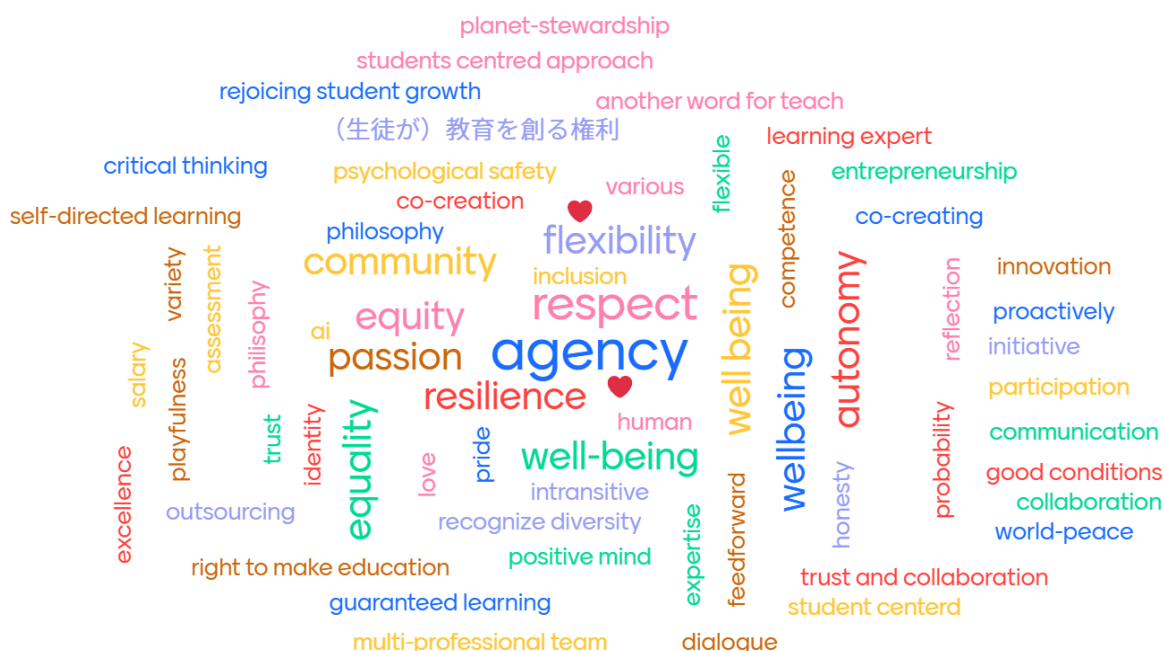 planet-stewardship
students centred approach
rejoicing student growth
another word for teach
（生徒が）教育を創る権利
learning expert
flexible
critical thinking
psychological safety
entrepreneurship
various
competence
co-creation
self-directed learning
co-creating
philosophy
flexibility
community
variety
assessment
inclusion
well being
autonomy
reflection
innovation
philisophy
respect
equity
proactively
ai
initiative
salary
passion
agency
wellbeing
playfulness
resilience
participation
trust
identity
equality
human
probability
communication
pride
love
well-being
excellence
good conditions
intransitive
honesty
collaboration
outsourcing
recognize diversity
feedforward
expertise
world-peace
positive mind
right to make education
trust and collaboration
guaranteed learning
student centerd
multi-professional team
dialogue